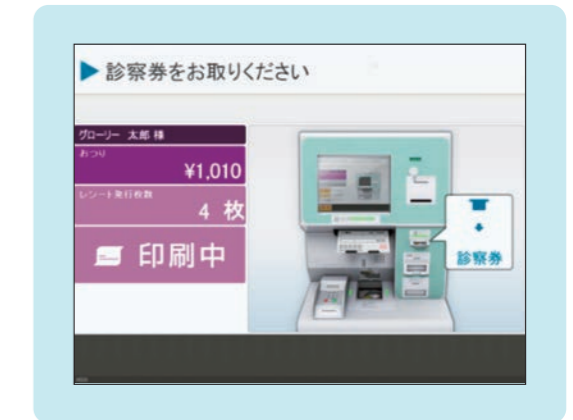 診察券をお取りください
グローリー 太郎 様
おつり
¥1,010
レシート発行枚数
4 枚
印刷中
診察券